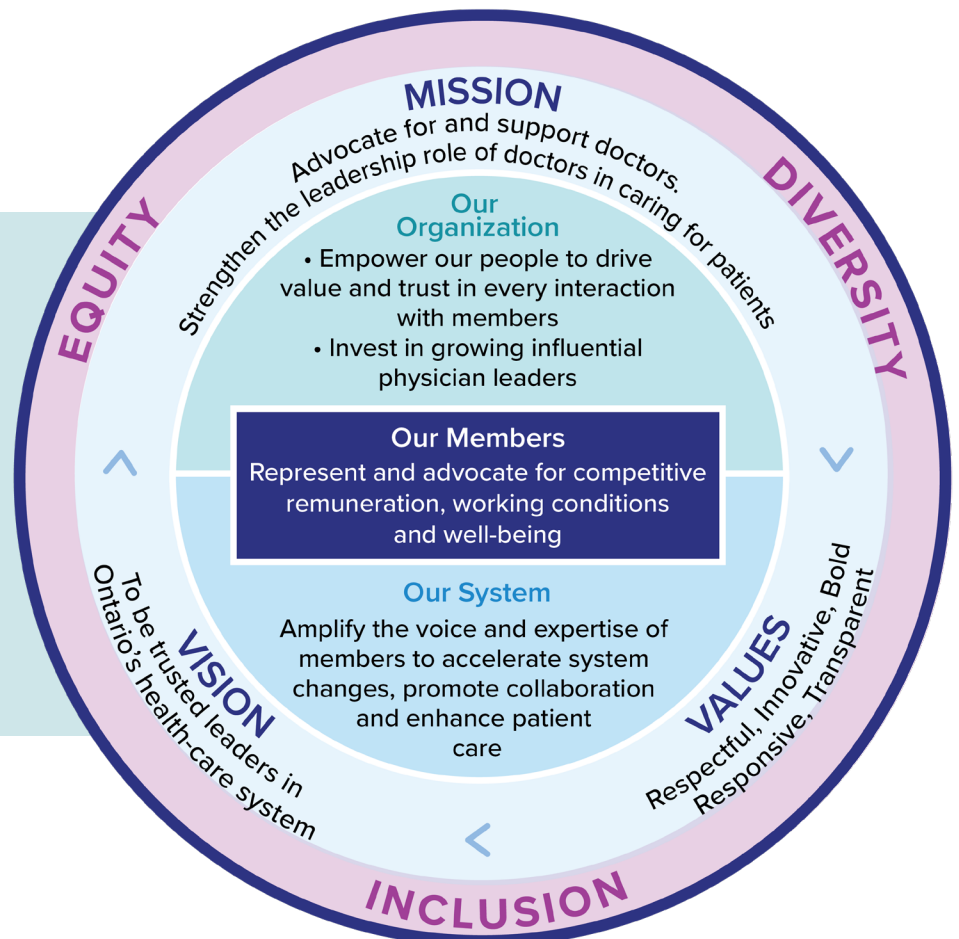 EQUITY
DIVERSITY
INCLUSION
MISSION
Advocate for and support doctors.
Strengthen the leadership role of doctors in caring for patients
Our
Organization
• Empower our people to drive
value and trust in every interaction
with members
• Invest in growing influential
physician leaders
Our Members
Represent and advocate for competitive
remuneration, working conditions
and well-being
Our System
Amplify the voice and expertise of
members to accelerate system
changes, promote collaboration
and enhance patient
care
VALUES
Respectful, Innovative, Bold
Responsive, Transparent
VISION
To be trusted leaders in
Ontario’s health-care system